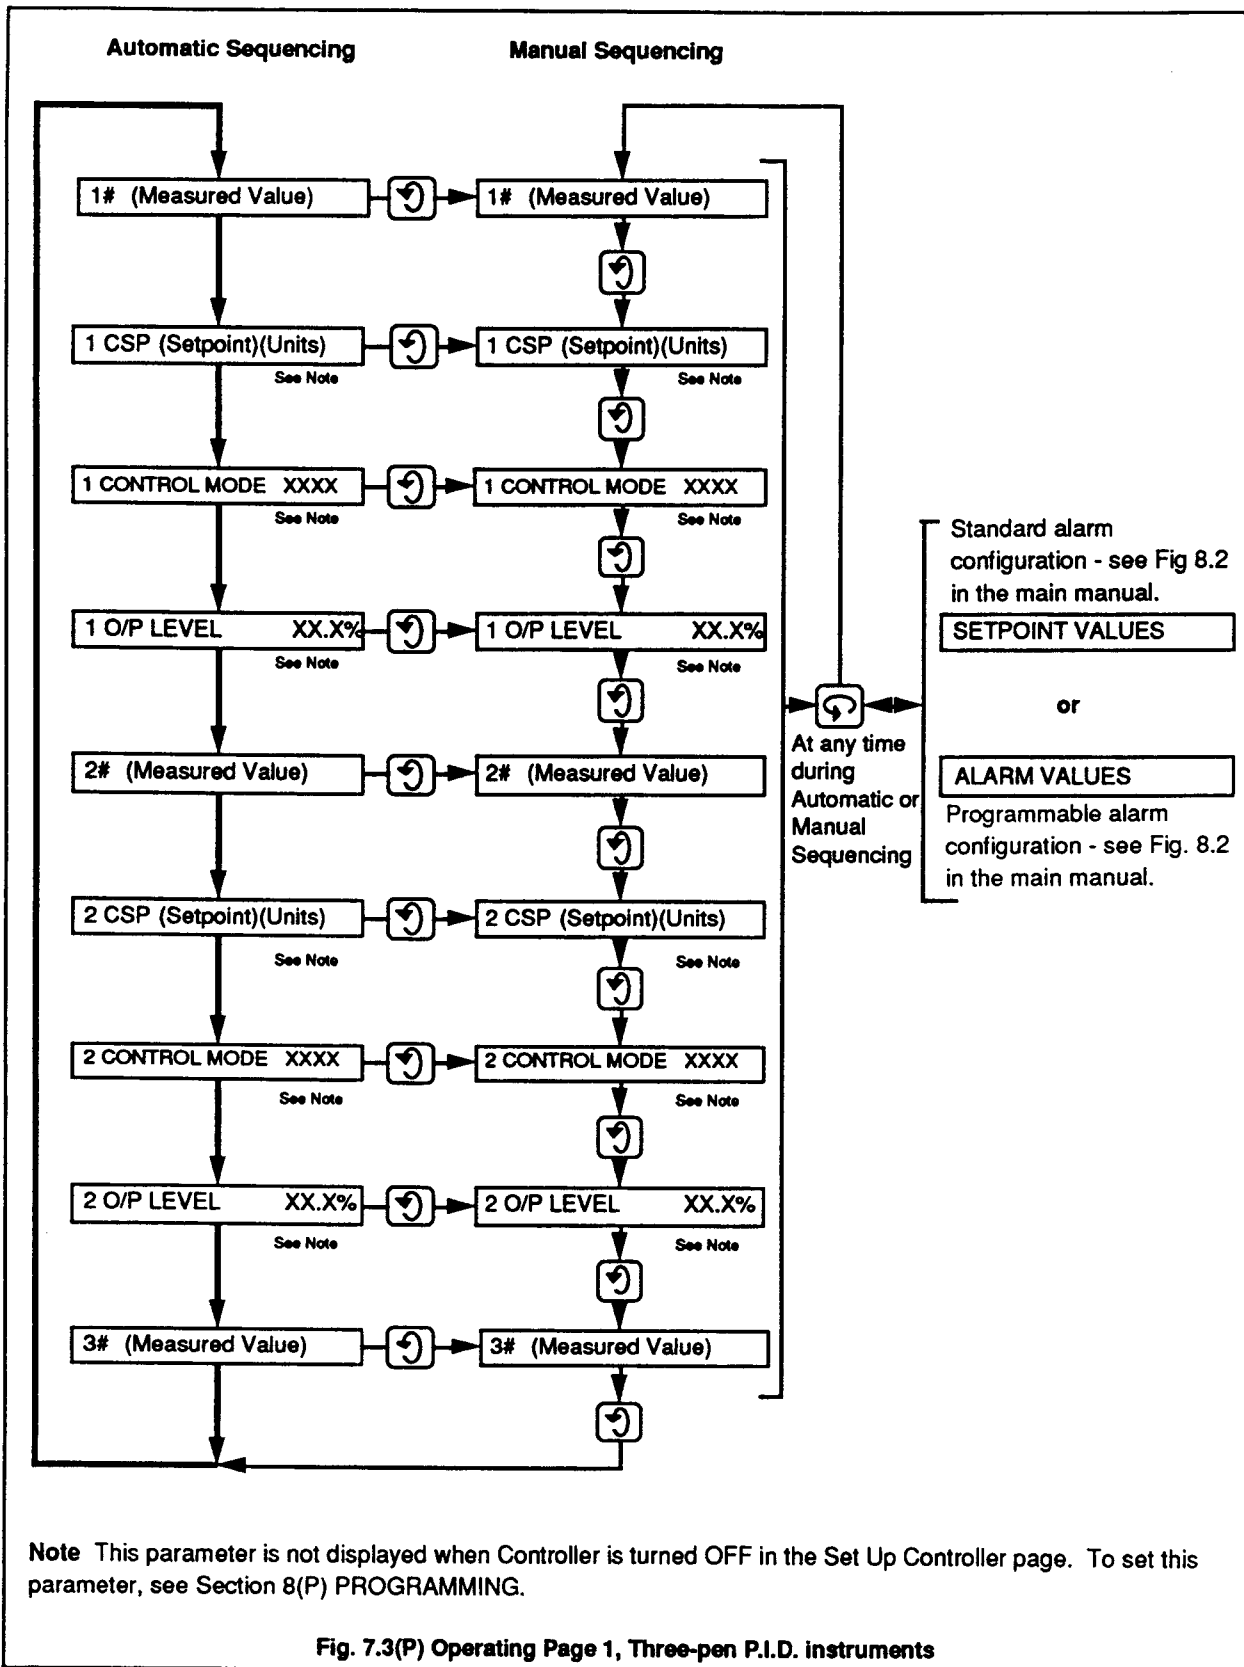 Automatic Sequencing
Manual Sequencing
1# (Measured Value)
1# (Measured Value)
1 CSP (Setpoint)(Units)
See Note
1 CSP (Setpoint)(Units)
See Note
1 CONTROL MODE XXXX
See Note
1 CONTROL MODE XXXX
See Note
1 O/P LEVEL XX.X%
See Note
1 O/P LEVEL XX.X%
See Note
2# (Measured Value)
2# (Measured Value)
2 CSP (Setpoint)(Units)
See Note
2 CSP (Setpoint)(Units)
See Note
2 CONTROL MODE XXXX
See Note
2 CONTROL MODE XXXX
See Note
2 O/P LEVEL XX.X%
See Note
2 O/P LEVEL XX.X%
See Note
3# (Measured Value)
3# (Measured Value)
At any time
during
Automatic or
Manual
Sequencing
Standard alarm
configuration - see Fig 8.2
in the main manual.
SETPOINT VALUES
or
ALARM VALUES
Programmable alarm
configuration - see Fig. 8.2
in the main manual.
Note This parameter is not displayed when Controller is turned OFF in the Set Up Controller page. To set this
parameter, see Section 8(P) PROGRAMMING.
Fig. 7.3(P) Operating Page 1, Three-pen P.I.D. instruments